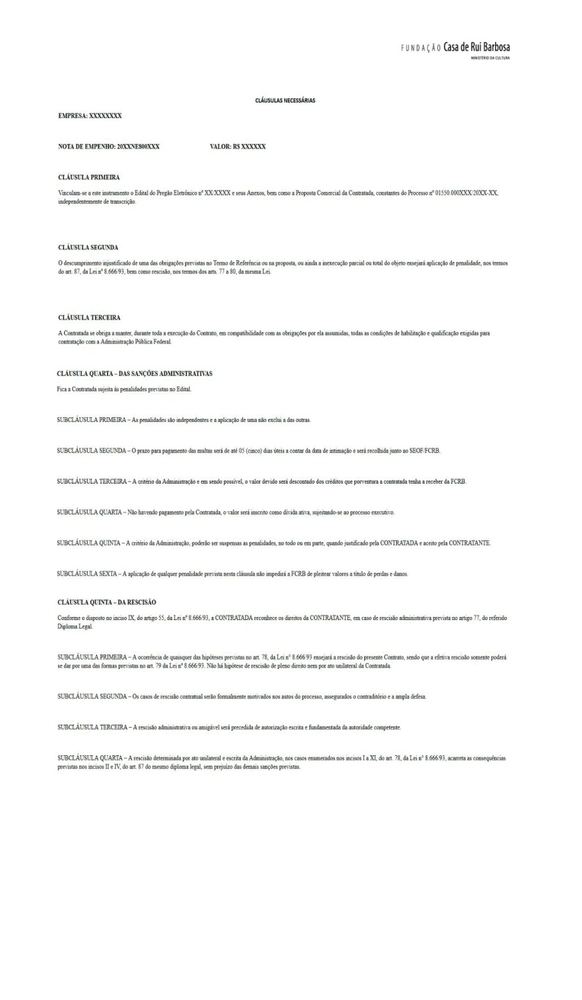 FUNDAÇÃO Casa de Rui Barbosa
MINISTÉRIO DA CULTURA
CLÁUSULAS NECESSÁRIAS
EMPRESA: XXXXXXXX
NOTA DE EMPENHO: 20XXNE800XXX VALOR: R$ XXXXXX
CLÁUSULA PRIMEIRA
Vinculam-se a este instrumento o Edital do Pregão Eletrônico nº XX/XXXX e seus Anexos, bem como a Proposta Comercial da Contratada, constantes do Processo nº 01550.000XXX/20XX-XX,
independentemente de transcrição.
CLÁUSULA SEGUNDA
O descumprimento injustificado de uma das obrigações previstas no Termo de Referência ou na proposta, ou ainda a inexecução parcial ou total do objeto ensejará aplicação de penalidade, nos termos
do art. 87, da Lei nº 8.666/93, bem como rescisão, nos termos dos arts. 77 a 80, da mesma Lei.
CLÁUSULA TERCEIRA
A Contratada se obriga a manter, durante toda a execução do Contrato, em compatibilidade com as obrigações por ela assumidas, todas as condições de habilitação e qualificação exigidas para
contratação com a Administração Pública Federal.
CLÁUSULA QUARTA – DAS SANÇÕES ADMINISTRATIVAS
Fica a Contratada sujeita às penalidades previstas no Edital.
SUBCLÁUSULA PRIMEIRA – As penalidades são independentes e a aplicação de uma não exclui a das outras.
SUBCLÁUSULA SEGUNDA – O prazo para pagamento das multas será de até 05 (cinco) dias úteis a contar da data de intimação e será recolhida junto ao SEOF/FCRB.
SUBCLÁUSULA TERCEIRA – A critério da Administração e em sendo possível, o valor devido será descontado dos créditos que porventura a contratada tenha a receber da FCRB.
SUBCLÁUSULA QUARTA – Não havendo pagamento pela Contratada, o valor será inscrito como dívida ativa, sujeitando-se ao processo executivo.
SUBCLÁUSULA QUINTA – A critério da Administração, poderão ser suspensas as penalidades, no todo ou em parte, quando justificado pela CONTRATADA e aceito pela CONTRATANTE.
SUBCLÁUSULA SEXTA – A aplicação de qualquer penalidade prevista nesta cláusula não impedirá a FCRB de pleitear valores a título de perdas e danos.
CLÁUSULA QUINTA – DA RESCISÃO
Conforme o disposto no inciso IX, do artigo 55, da Lei nº 8.666/93, a CONTRATADA reconhece os direitos da CONTRATANTE, em caso de rescisão administrativa prevista no artigo 77, do referido
Diploma Legal.
SUBCLÁUSULA PRIMEIRA – A ocorrência de quaisquer das hipóteses previstas no art. 78, da Lei n° 8.666/93 ensejará a rescisão do presente Contrato, sendo que a efetiva rescisão somente poderá
se dar por uma das formas previstas no art. 79 da Lei nº 8.666/93. Não há hipótese de rescisão de pleno direito nem por ato unilateral da Contratada.
SUBCLÁUSULA SEGUNDA – Os casos de rescisão contratual serão formalmente motivados nos autos do processo, assegurados o contraditório e a ampla defesa.
SUBCLÁUSULA TERCEIRA – A rescisão administrativa ou amigável será precedida de autorização escrita e fundamentada da autoridade competente.
SUBCLÁUSULA QUARTA – A rescisão determinada por ato unilateral e escrita da Administração, nos casos enumerados nos incisos I a XI, do art. 78, da Lei n° 8.666/93, acarreta as consequências
previstas nos incisos II e IV, do art. 87 do mesmo diploma legal, sem prejuízo das demais sanções previstas.